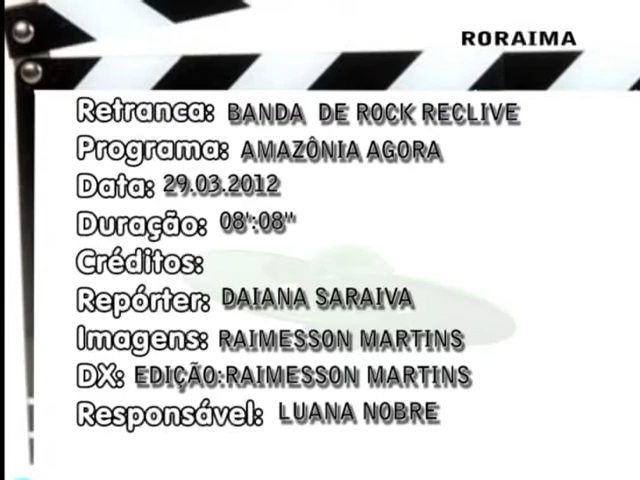 RORAIMA
Retranca: BANDA DE ROCK RECLIVE
Programa: AMAZÔNIA AGORA
Data: 29.03.2012
Duração: 08':08"
Créditos:
Repórter: DAIANA SARAIVA
Imagens: RAIMESSON MARTINS
DX: EDIÇÃO:RAIMESSON MARTINS
Responsável: LUANA NOBRE